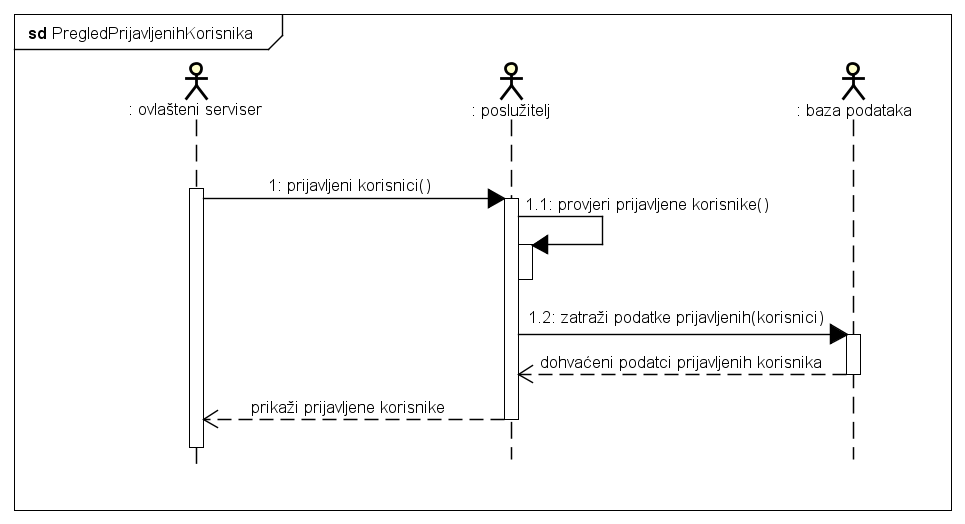 sd PregledPrijavljenihKorisnika
: ovlašteni serviser
: poslužitelj
: baza podataka
1: prijavljeni korisnici()
1.1: provjeri prijavljene korisnike()
1.2: zatraži podatke prijavljenih(korisnici)
dohvaćeni podatci prijavljenih korisnika
prikaži prijavljene korisnike